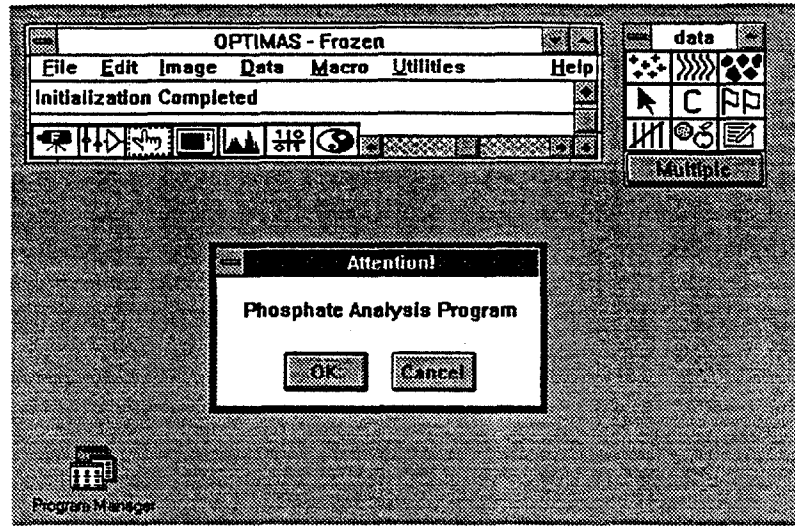 OPTIMAS - Frozen
File Edit Image Data Macro Utilities Help
Initialization Completed
data
C
Multiple
Attention!
Phosphate Analysis Program
OK
Cancel
Program Manager